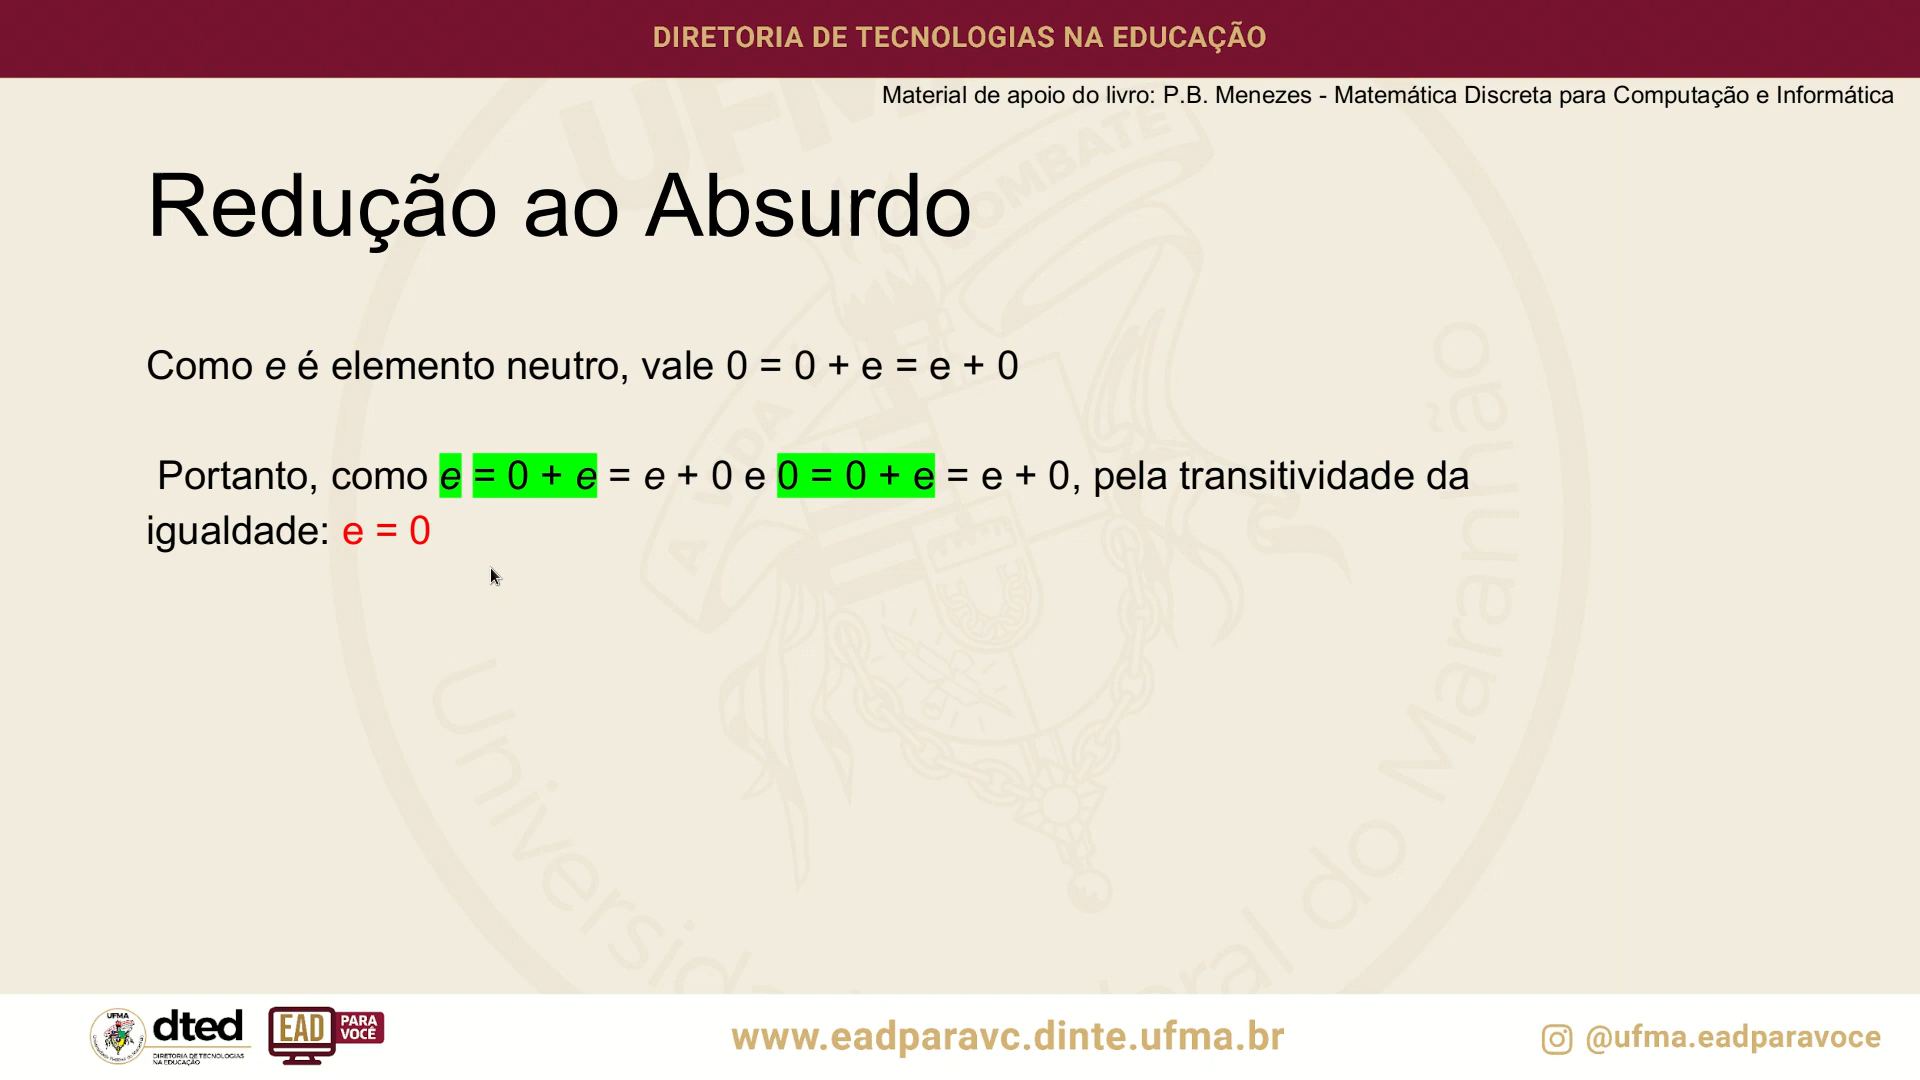 DIRETORIA DE TECNOLOGIAS NA EDUCAÇÃO
Material de apoio do livro: P.B. Menezes - Matemática Discreta para Computação e Informática
Redução ao Absurdo
Como e é elemento neutro, vale 0 = 0 + e = e + 0
Portanto, como e = 0 + e = e + 0 e 0 = 0 + e = e + 0, pela transitividade da
igualdade: e = 0
UFMA
dted
DIRETORIA DE TECNOLOGIAS
NA EDUCAÇÃO
EAD
PARA
VOCÊ
www.eadparavc.dinte.ufma.br
@ufma.eadparavoce